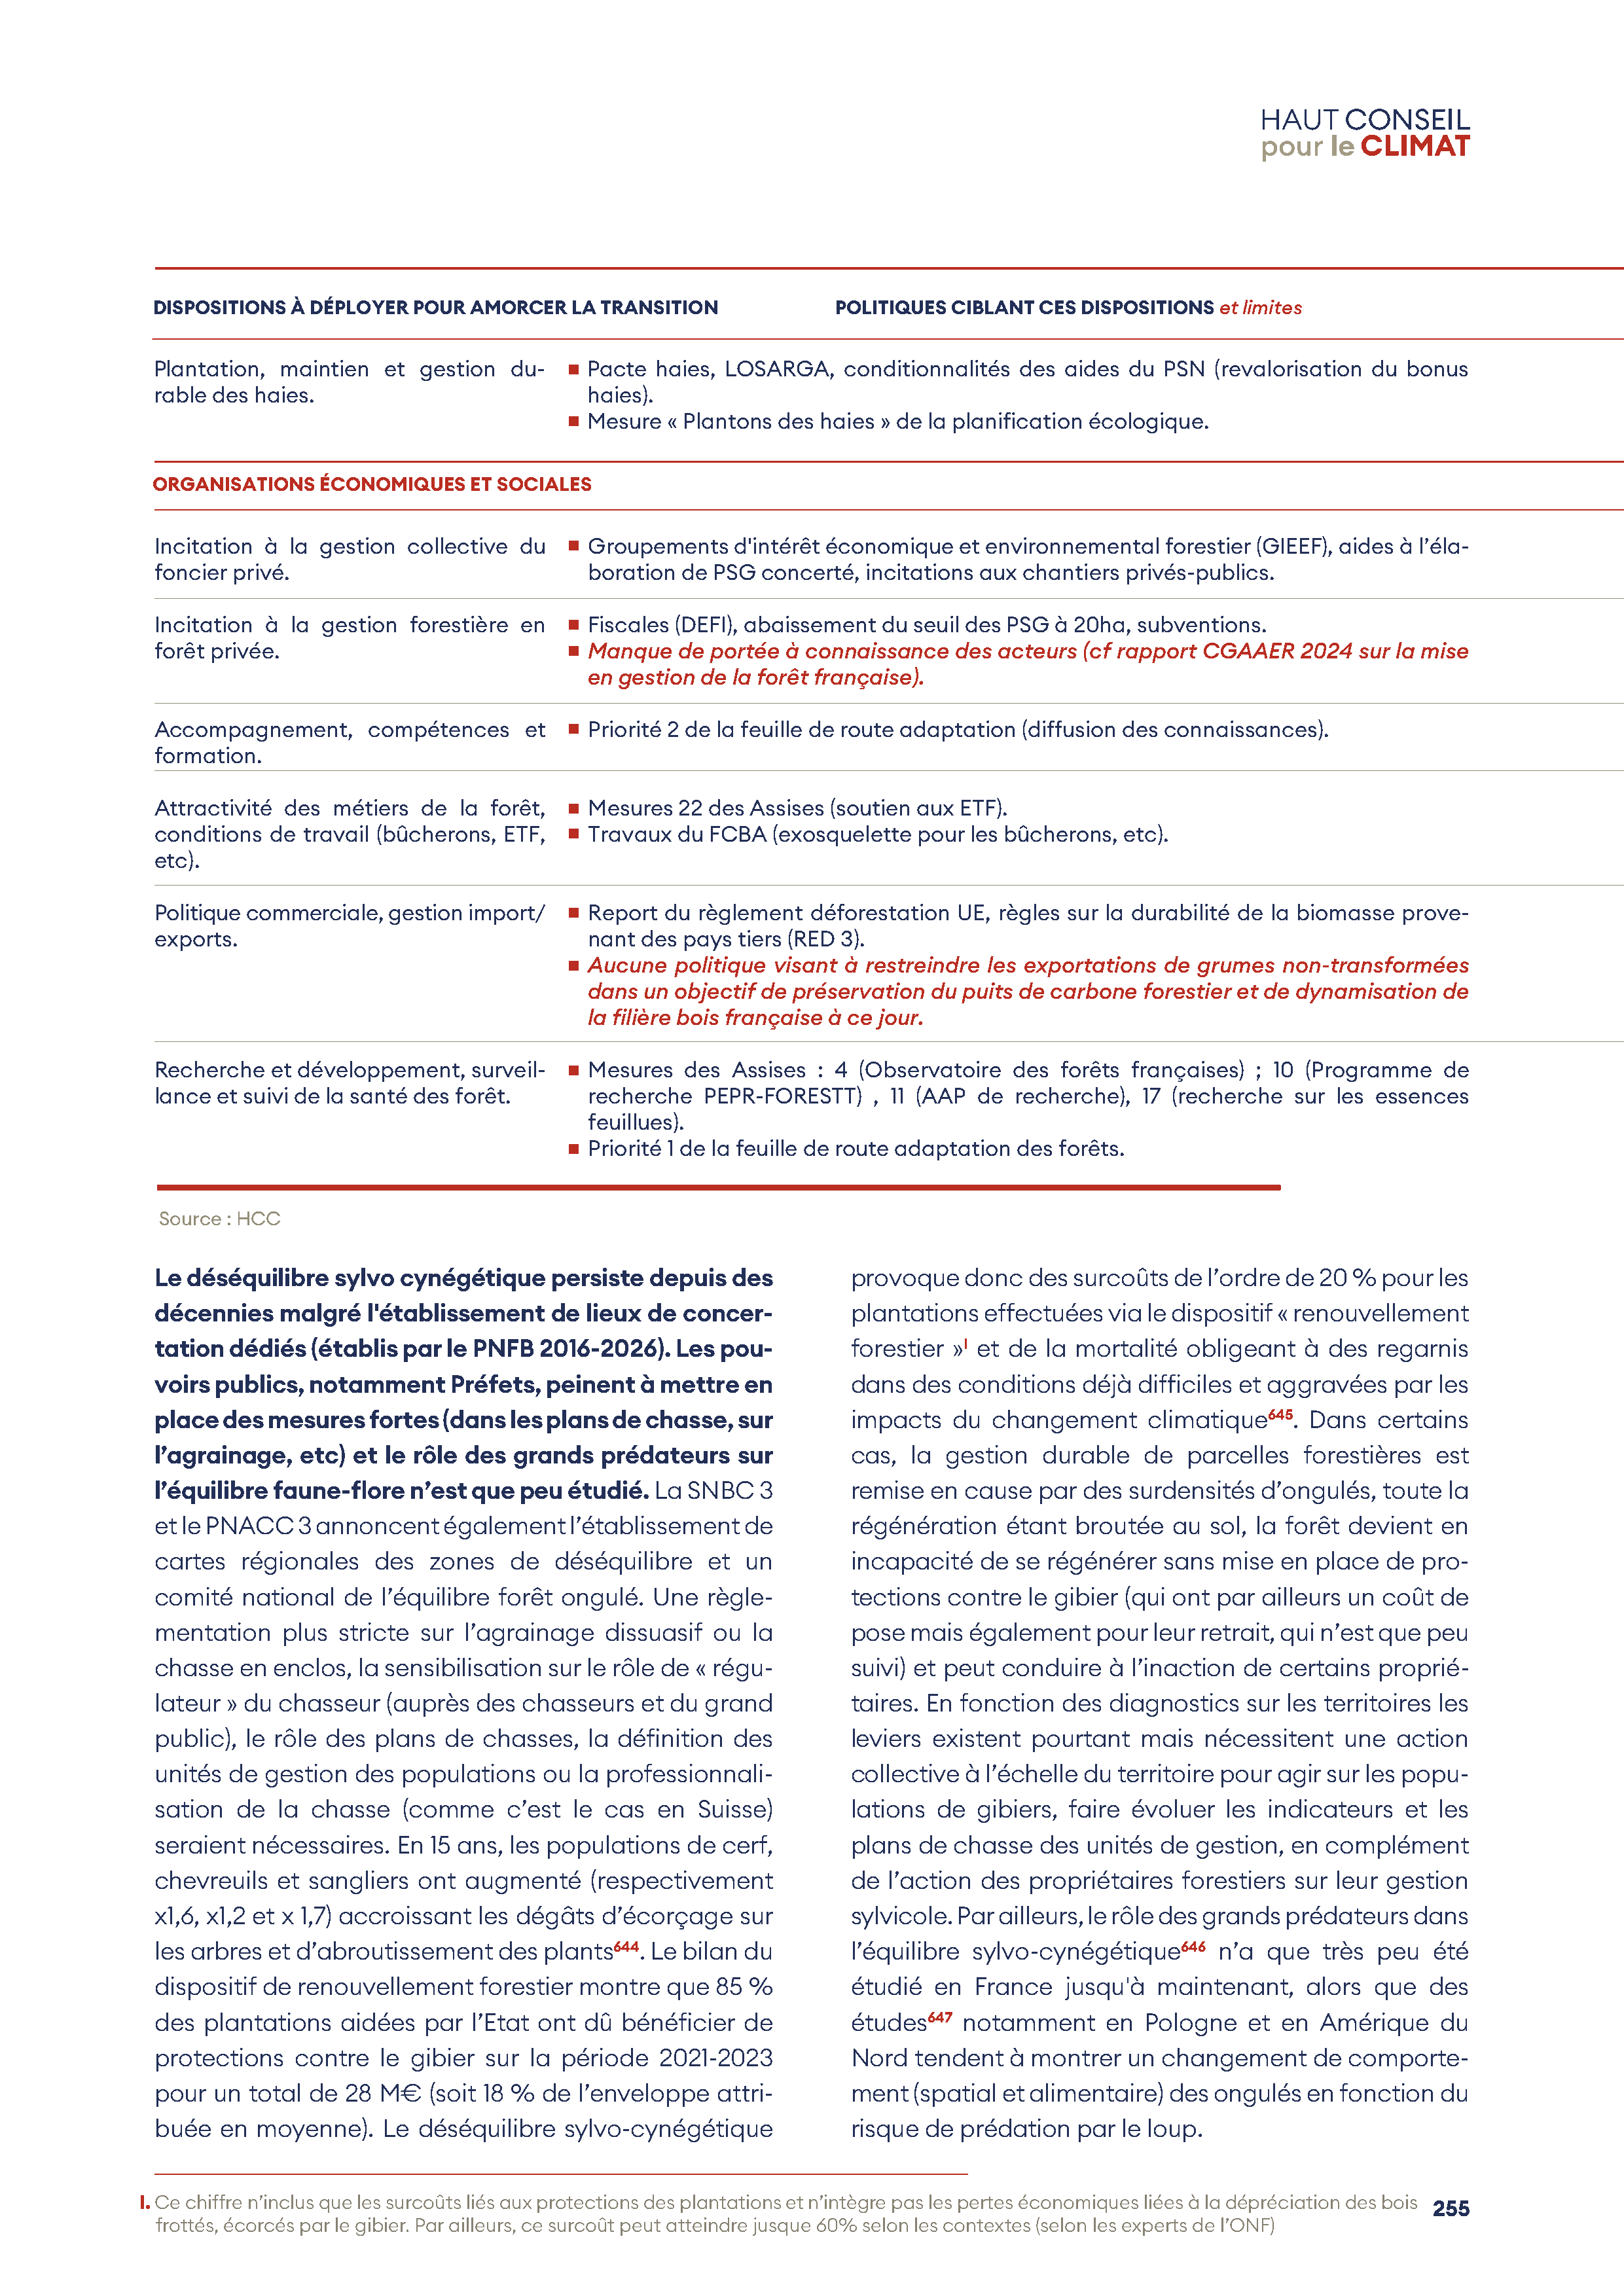 HAUT CONSEIL
pour le CLIMAT
DISPOSITIONS À DÉPLOYER POUR AMORCER LA TRANSITION
POLITIQUES CIBLANT CES DISPOSITIONS et limites
Plantation, maintien et gestion du-
rable des haies.
Pacte haies, LOSARGA, conditionnalités des aides du PSN (revalorisation du bonus
haies).
Mesure « Plantons des haies » de la planification écologique.
ORGANISATIONS ÉCONOMIQUES ET SOCIALES
Incitation à la gestion collective du
foncier privé.
Groupements d'intérêt économique et environnemental forestier (GIEEF), aides à l’éla-
boration de PSG concerté, incitations aux chantiers privés-publics.
Incitation à la gestion forestière en
forêt privée.
Fiscales (DEFI), abaissement du seuil des PSG à 20ha, subventions.
Manque de portée à connaissance des acteurs (cf rapport CGAAER 2024 sur la mise
en gestion de la forêt française).
Accompagnement, compétences et
formation.
Priorité 2 de la feuille de route adaptation (diffusion des connaissances).
Attractivité des métiers de la forêt,
conditions de travail (bûcherons, ETF,
etc).
Mesures 22 des Assises (soutien aux ETF).
Travaux du FCBA (exosquelette pour les bûcherons, etc).
Politique commerciale, gestion import/
exports.
Report du règlement déforestation UE, règles sur la durabilité de la biomasse prove-
nant des pays tiers (RED 3).
Aucune politique visant à restreindre les exportations de grumes non-transformées
dans un objectif de préservation du puits de carbone forestier et de dynamisation de
la filière bois française à ce jour.
Recherche et développement, surveil-
lance et suivi de la santé des forêt.
Mesures des Assises : 4 (Observatoire des forêts françaises) ; 10 (Programme de
recherche PEPR-FORESTT) , 11 (AAP de recherche), 17 (recherche sur les essences
feuillues).
Priorité 1 de la feuille de route adaptation des forêts.
Source : HCC
Le déséquilibre sylvo cynégétique persiste depuis des
décennies malgré l'établissement de lieux de concer-
tation dédiés (établis par le PNFB 2016-2026). Les pou-
voirs publics, notamment Préfets, peinent à mettre en
place des mesures fortes (dans les plans de chasse, sur
l’agrainage, etc) et le rôle des grands prédateurs sur
l’équilibre faune-flore n’est que peu étudié. La SNBC 3
et le PNACC 3 annoncent également l’établissement de
cartes régionales des zones de déséquilibre et un
comité national de l’équilibre forêt ongulé. Une règle-
mentation plus stricte sur l’agrainage dissuasif ou la
chasse en enclos, la sensibilisation sur le rôle de « régu-
lateur » du chasseur (auprès des chasseurs et du grand
public), le rôle des plans de chasses, la définition des
unités de gestion des populations ou la professionnali-
sation de la chasse (comme c’est le cas en Suisse)
seraient nécessaires. En 15 ans, les populations de cerf,
chevreuils et sangliers ont augmenté (respectivement
x1,6, x1,2 et x 1,7) accroissant les dégâts d’écorçage sur
les arbres et d’abroutissement des plants644. Le bilan du
dispositif de renouvellement forestier montre que 85 %
des plantations aidées par l’Etat ont dû bénéficier de
protections contre le gibier sur la période 2021-2023
pour un total de 28 M€ (soit 18 % de l’enveloppe attri-
buée en moyenne). Le déséquilibre sylvo-cynégétique
provoque donc des surcoûts de l’ordre de 20 % pour les
plantations effectuées via le dispositif « renouvellement
forestier »I et de la mortalité obligeant à des regarnis
dans des conditions déjà difficiles et aggravées par les
impacts du changement climatique645. Dans certains
cas, la gestion durable de parcelles forestières est
remise en cause par des surdensités d’ongulés, toute la
régénération étant broutée au sol, la forêt devient en
incapacité de se régénérer sans mise en place de pro-
tections contre le gibier (qui ont par ailleurs un coût de
pose mais également pour leur retrait, qui n’est que peu
suivi) et peut conduire à l’inaction de certains proprié-
taires. En fonction des diagnostics sur les territoires les
leviers existent pourtant mais nécessitent une action
collective à l’échelle du territoire pour agir sur les popu-
lations de gibiers, faire évoluer les indicateurs et les
plans de chasse des unités de gestion, en complément
de l’action des propriétaires forestiers sur leur gestion
sylvicole. Par ailleurs, le rôle des grands prédateurs dans
l’équilibre sylvo-cynégétique646 n’a que très peu été
étudié en France jusqu'à maintenant, alors que des
études647 notamment en Pologne et en Amérique du
Nord tendent à montrer un changement de comporte-
ment (spatial et alimentaire) des ongulés en fonction du
risque de prédation par le loup.
I. Ce chiffre n’inclus que les surcoûts liés aux protections des plantations et n’intègre pas les pertes économiques liées à la dépréciation des bois
frottés, écorcés par le gibier. Par ailleurs, ce surcoût peut atteindre jusque 60% selon les contextes (selon les experts de l’ONF)
255